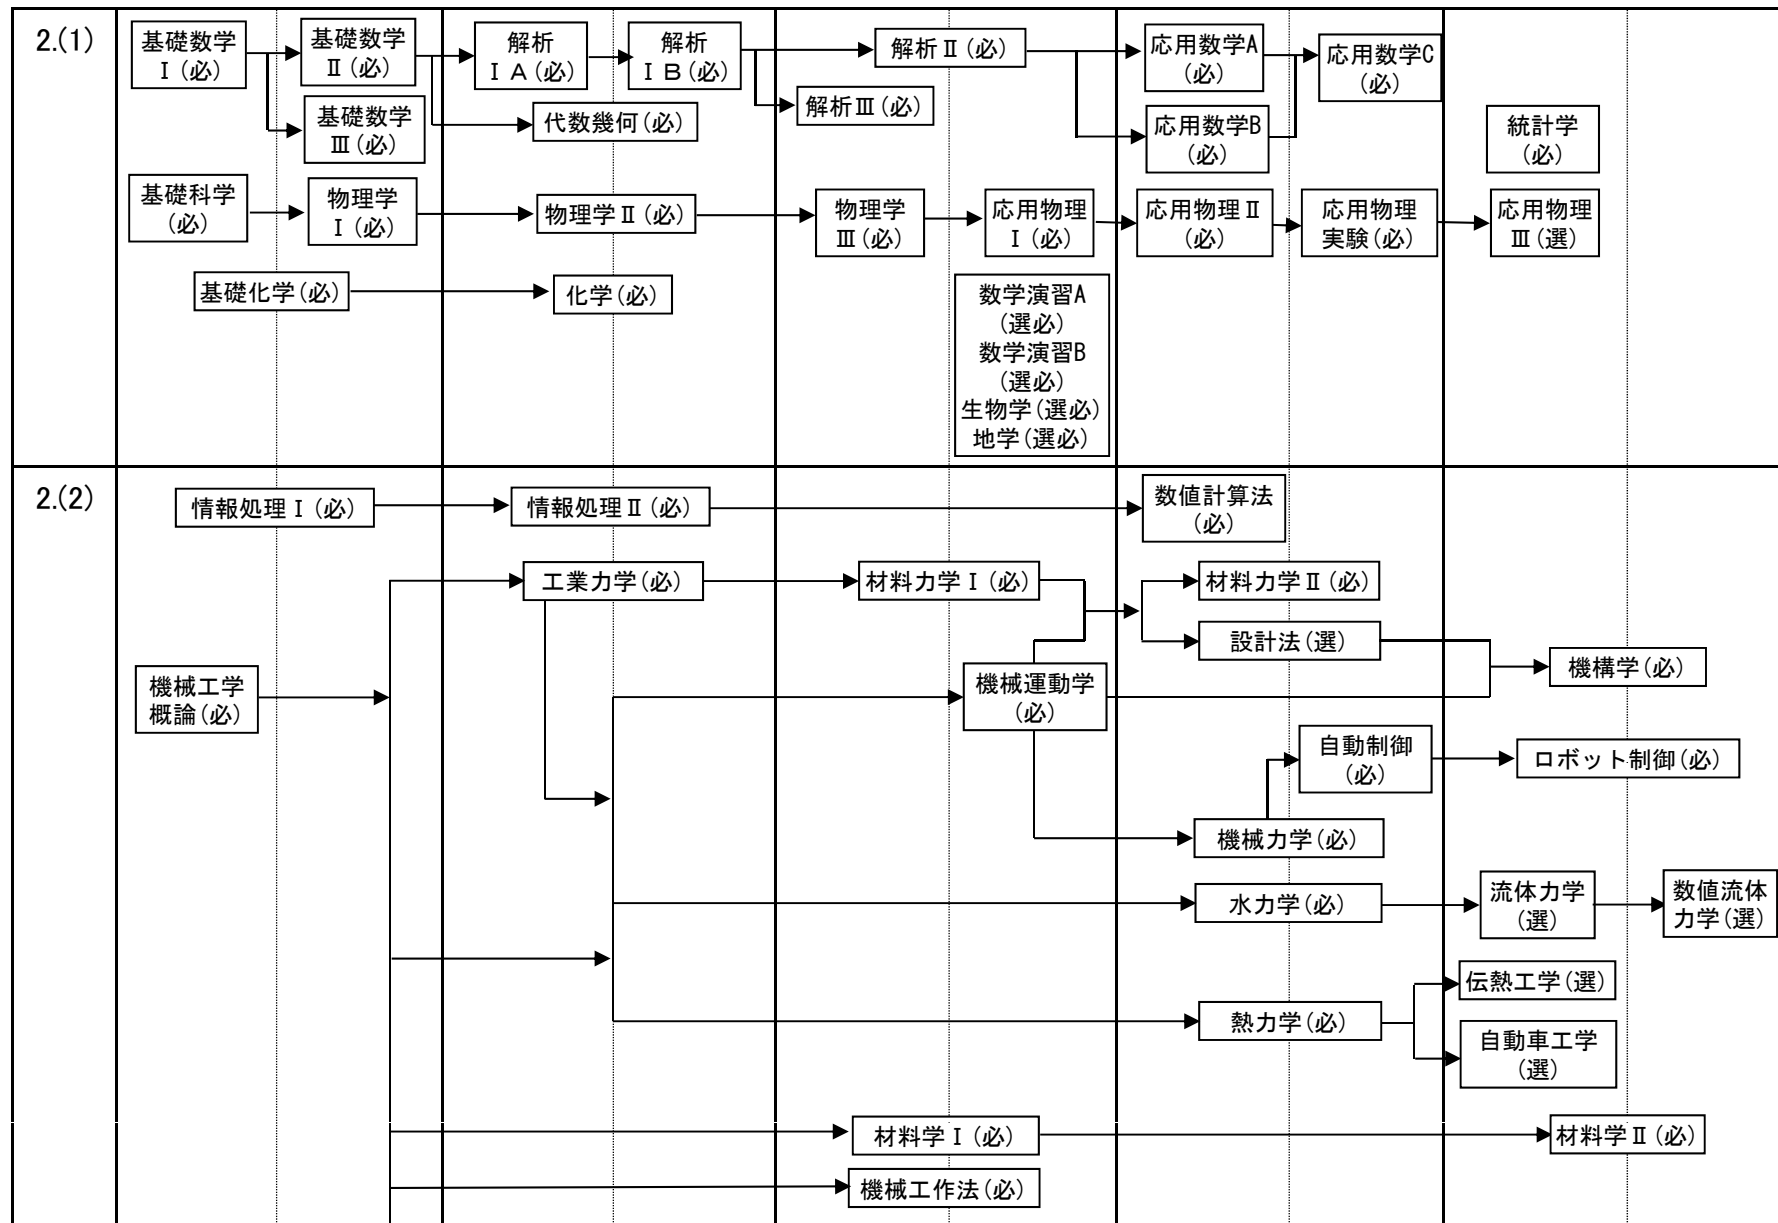 2.(1)
基礎数学
Ⅰ(必)
基礎数学
Ⅱ(必)
基礎数学
Ⅲ(必)
解析
ⅠA(必)
解析
ⅠB(必)
代数幾何(必)
解析Ⅱ(必)
解析Ⅲ(必)
応用数学A
(必)
応用数学B
(必)
応用数学C
(必)
統計学
(必)
基礎科学
(必)
物理学
Ⅰ(必)
物理学Ⅱ(必)
物理学
Ⅲ(必)
応用物理
Ⅰ(必)
応用物理Ⅱ
(必)
応用物理
実験(必)
応用物理
Ⅲ(選)
基礎化学(必)
化学(必)
数学演習A
(選必)
数学演習B
(選必)
生物学(選必)
地学(選必)
2.(2)
情報処理Ⅰ(必)
情報処理Ⅱ(必)
数値計算法
(必)
工業力学(必)
材料力学Ⅰ(必)
材料力学Ⅱ(必)
設計法(選)
機械工学
概論(必)
機械運動学
(必)
機構学(必)
自動制御
(必)
ロボット制御(必)
機械力学(必)
水力学(必)
流体力学
(選)
数値流体
力学(選)
伝熱工学(選)
熱力学(必)
自動車工学
(選)
材料学Ⅰ(必)
材料学Ⅱ(必)
機械工作法(必)